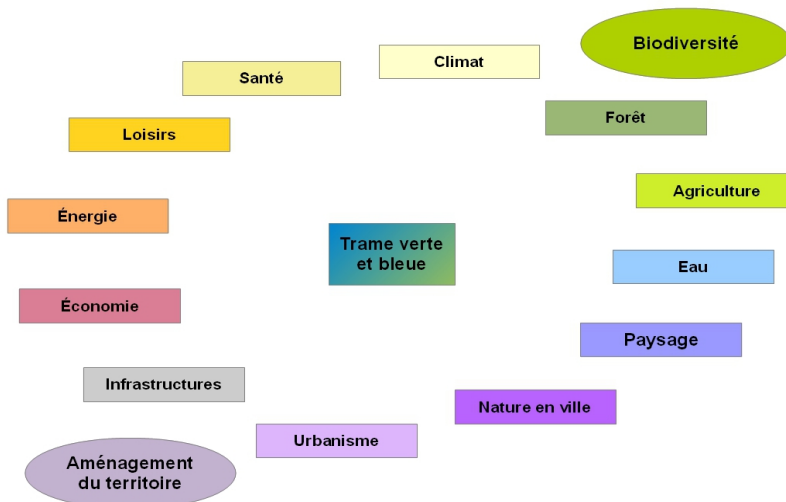 Biodiversité
Climat
Santé
Forêt
Loisirs
Agriculture
Énergie
Trame verte
et bleue
Eau
Économie
Paysage
Infrastructures
Nature en ville
Urbanisme
Aménagement
du territoire